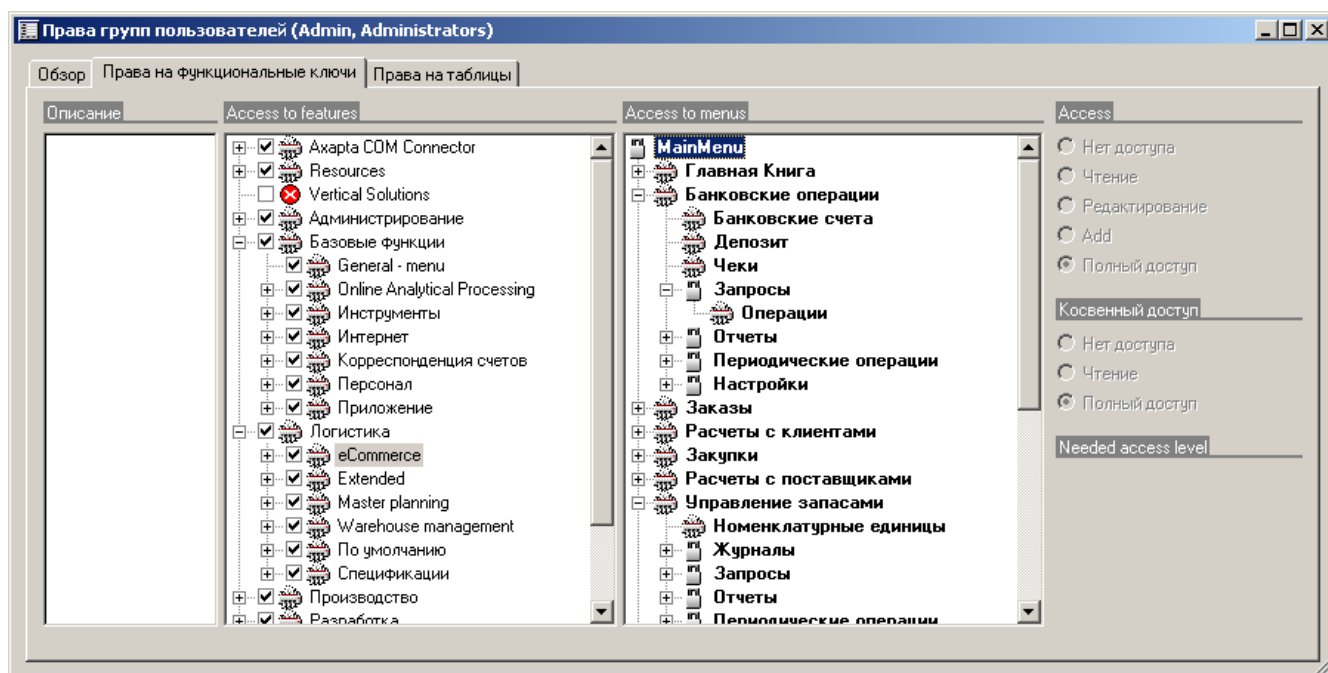 Права групп пользователей (Admin, Administrators)
Обзор
Права на функциональные ключи
Права на таблицы
Описание
Access to features
Axapta COM Connector
Resources
Vertical Solutions
Администрирование
Базовые функции
General - menu
Online Analytical Processing
Инструменты
Интернет
Корреспонденция счетов
Персонал
Приложение
Логистика
eCommerce
Extended
Master planning
Warehouse management
По умолчанию
Спецификации
Производство
Разработка
Access to menus
MainMenu
Главная Книга
Банковские операции
Банковские счета
Депозит
Чеки
Запросы
Операции
Отчеты
Периодические операции
Настройки
Заказы
Расчеты с клиентами
Закупки
Расчеты с поставщиками
Управление запасами
Номенклатурные единицы
Журналы
Запросы
Отчеты
Периодические операции
Access
Нет доступа
Чтение
Редактирование
Add
Полный доступ
Косвенный доступ
Нет доступа
Чтение
Полный доступ
Needed access level